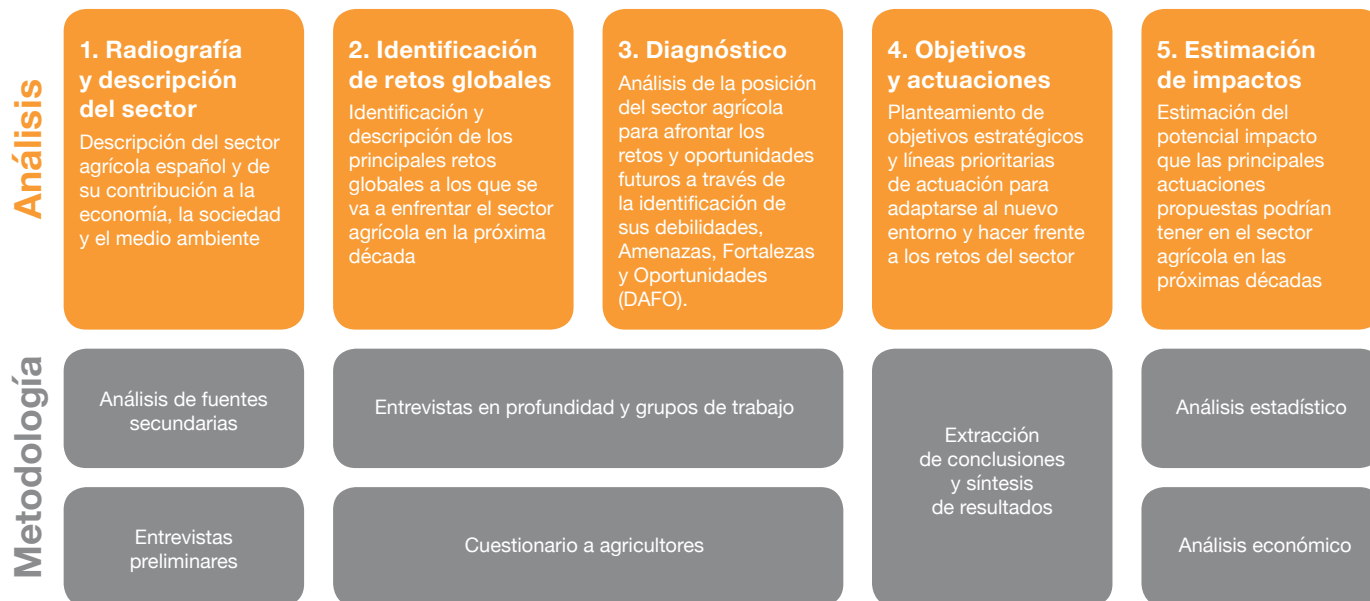 Análisis
1. Radiografía
y descripción
del sector
Descripción del sector
agrícola español y de
su contribución a la
economía, la sociedad
y el medio ambiente
2. Identificación
de retos globales
Identificación y
descripción de los
principales retos
globales a los que se
va a enfrentar el sector
agrícola en la próxima
década
3. Diagnóstico
Análisis de la posición
del sector agrícola
para afrontar los
retos y oportunidades
futuros a través de
la identificación de
sus debilidades,
Amenazas, Fortalezas
y Oportunidades
(DAFO).
4. Objetivos
y actuaciones
Planteamiento de
objetivos estratégicos
y líneas prioritarias
de actuación para
adaptarse al nuevo
entorno y hacer frente
a los retos del sector
5. Estimación
de impactos
Estimación del
potencial impacto
que las principales
actuaciones
propuestas podrían
tener en el sector
agrícola en las
próximas décadas
Metodología
Análisis de fuentes
secundarias
Entrevistas en profundidad y grupos de trabajo
Extracción
de conclusiones
y síntesis
de resultados
Análisis estadístico
Entrevistas
preliminares
Cuestionario a agricultores
Análisis económico